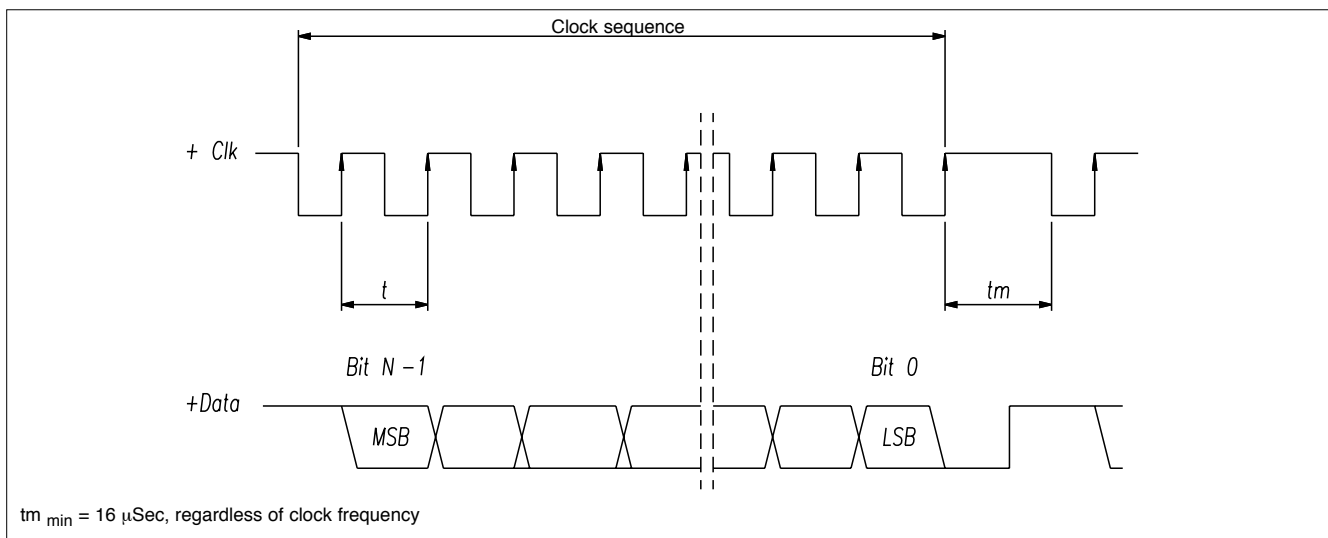 Clock sequence
+ Clk
t
tm
Bit N-1
Bit 0
+Data
MSB
LSB
tm min = 16 μSec, regardless of clock frequency